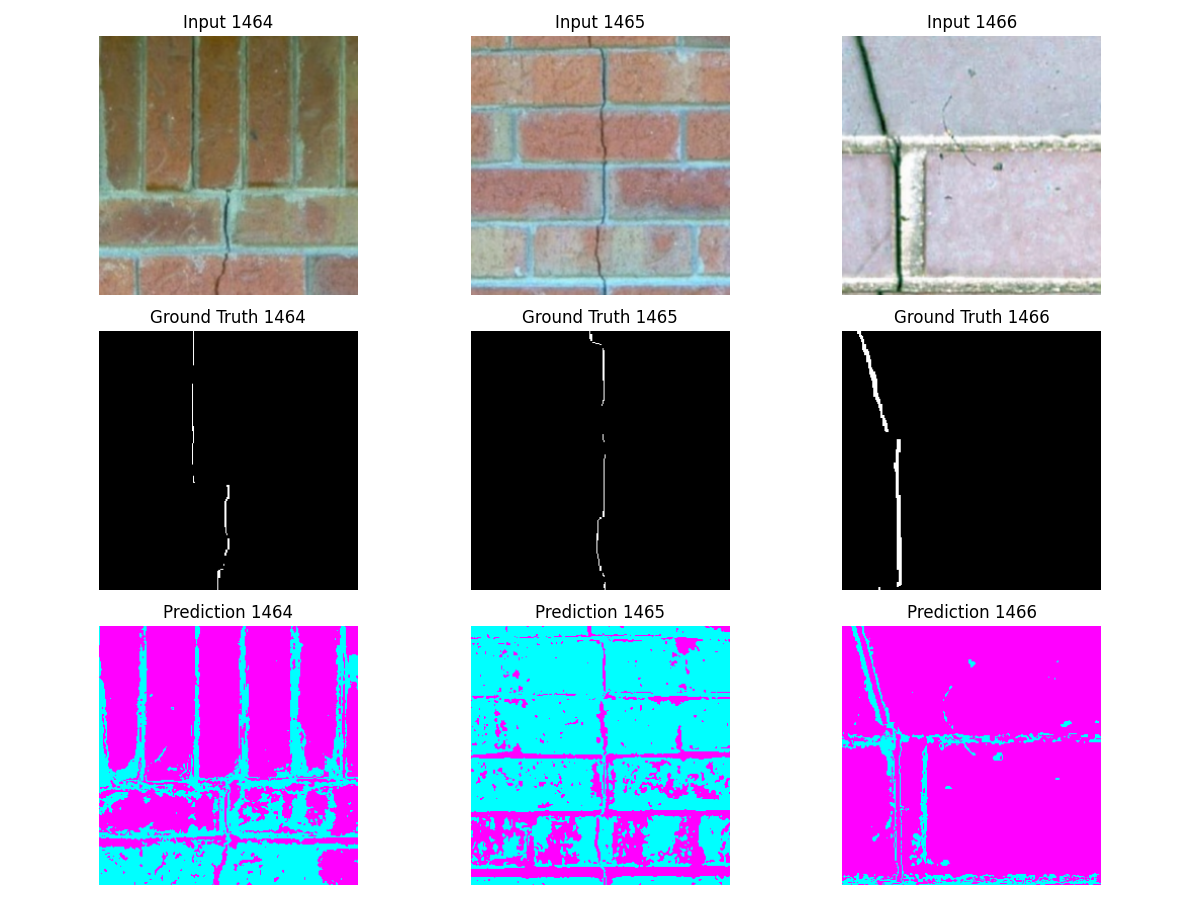 Input 1464
Input 1465
Input 1466
Ground Truth 1464
Ground Truth 1465
Ground Truth 1466
Prediction 1464
Prediction 1465
Prediction 1466